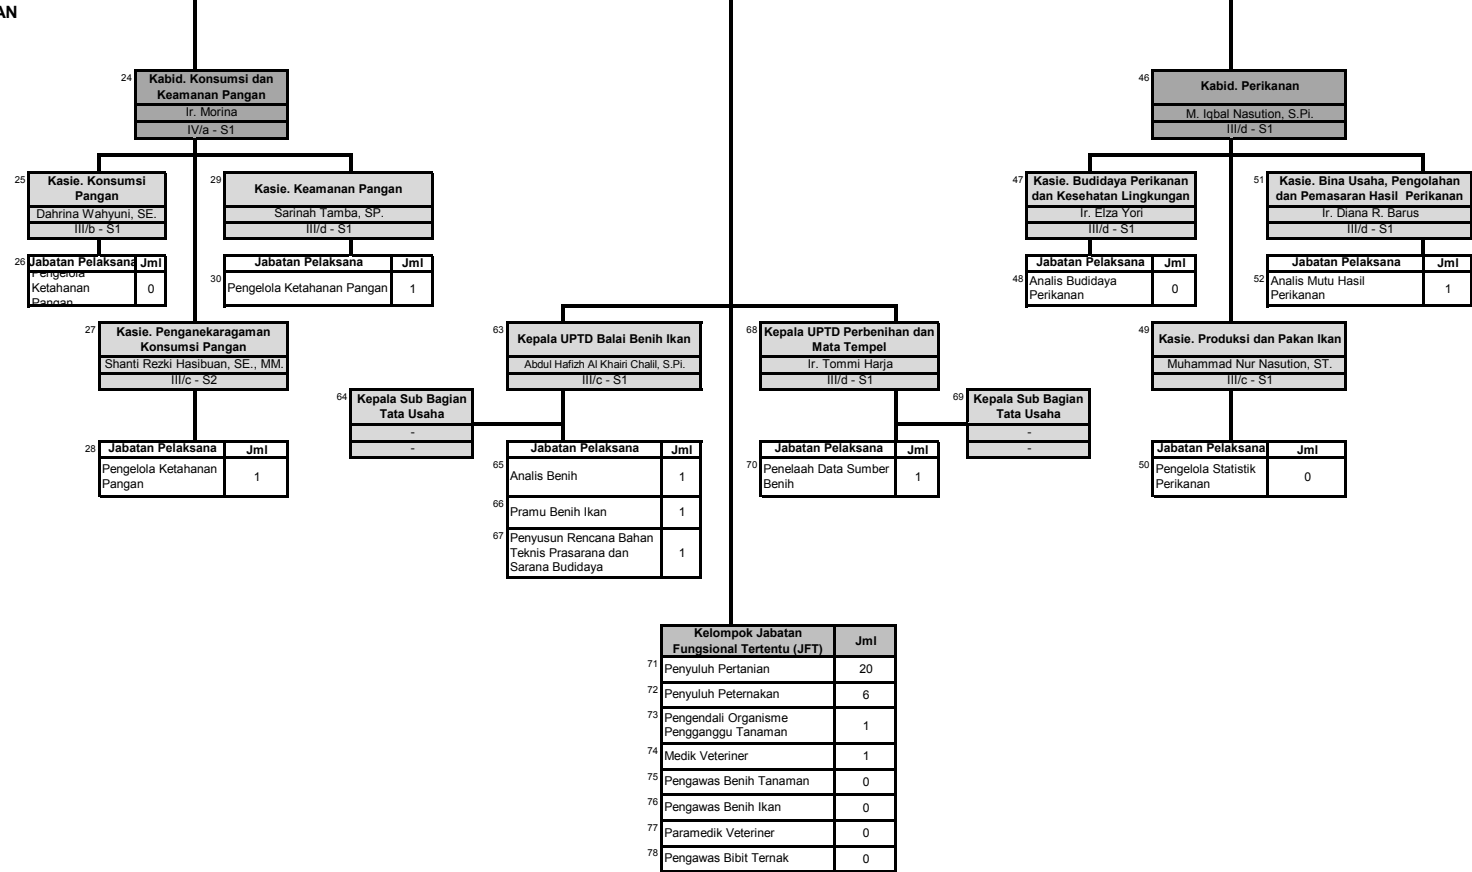 AN
24
Kabid. Konsumsi dan
Keamanan Pangan
Ir. Morina
IV/a - S1
46
Kabid. Perikanan
M. Iqbal Nasution, S.Pi.
III/d - S1
25
Kasie. Konsumsi
Pangan
Dahrina Wahyuni, SE.
III/b - S1
29
Kasie. Keamanan Pangan
Sarinah Tamba, SP.
III/d - S1
47
Kasie. Budidaya Perikanan
dan Kesehatan Lingkungan
Ir. Elza Yori
III/d - S1
51
Kasie. Bina Usaha, Pengolahan
dan Pemasaran Hasil Perikanan
Ir. Diana R. Barus
III/d - S1
26
Jabatan Pelaksana Jml
Pengelola
Ketahanan
Pangan
0
Jabatan Pelaksana Jml
30
Pengelola Ketahanan Pangan 1
Jabatan Pelaksana Jml
48
Analis Budidaya
Perikanan
0
Jabatan Pelaksana Jml
52
Analis Mutu Hasil
Perikanan
1
27
Kasie. Penganekaragaman
Konsumsi Pangan
Shanti Rezki Hasibuan, SE., MM.
III/c - S2
63
Kepala UPTD Balai Benih Ikan
Abdul Hafizh Al Khairi Chalil, S.Pi.
III/c - S1
68
Kepala UPTD Perbenihan dan
Mata Tempel
Ir. Tommi Harja
III/d - S1
49
Kasie. Produksi dan Pakan Ikan
Muhammad Nur Nasution, ST.
III/c - S1
64
Kepala Sub Bagian
Tata Usaha
-
-
69
Kepala Sub Bagian
Tata Usaha
-
-
28
Jabatan Pelaksana Jml
Pengelola Ketahanan
Pangan
1
Jabatan Pelaksana Jml
65
Analis Benih 1
66
Pramu Benih Ikan 1
67
Penyusun Rencana Bahan
Teknis Prasarana dan
Sarana Budidaya
1
Jabatan Pelaksana Jml
70
Penelaah Data Sumber
Benih
1
Jabatan Pelaksana Jml
50
Pengelola Statistik
Perikanan
0
Kelompok Jabatan
Fungsional Tertentu (JFT)
Jml
71
Penyuluh Pertanian 20
72
Penyuluh Peternakan 6
73
Pengendali Organisme
Pengganggu Tanaman
1
74
Medik Veteriner 1
75
Pengawas Benih Tanaman 0
76
Pengawas Benih Ikan 0
77
Paramedik Veteriner 0
78
Pengawas Bibit Ternak 0